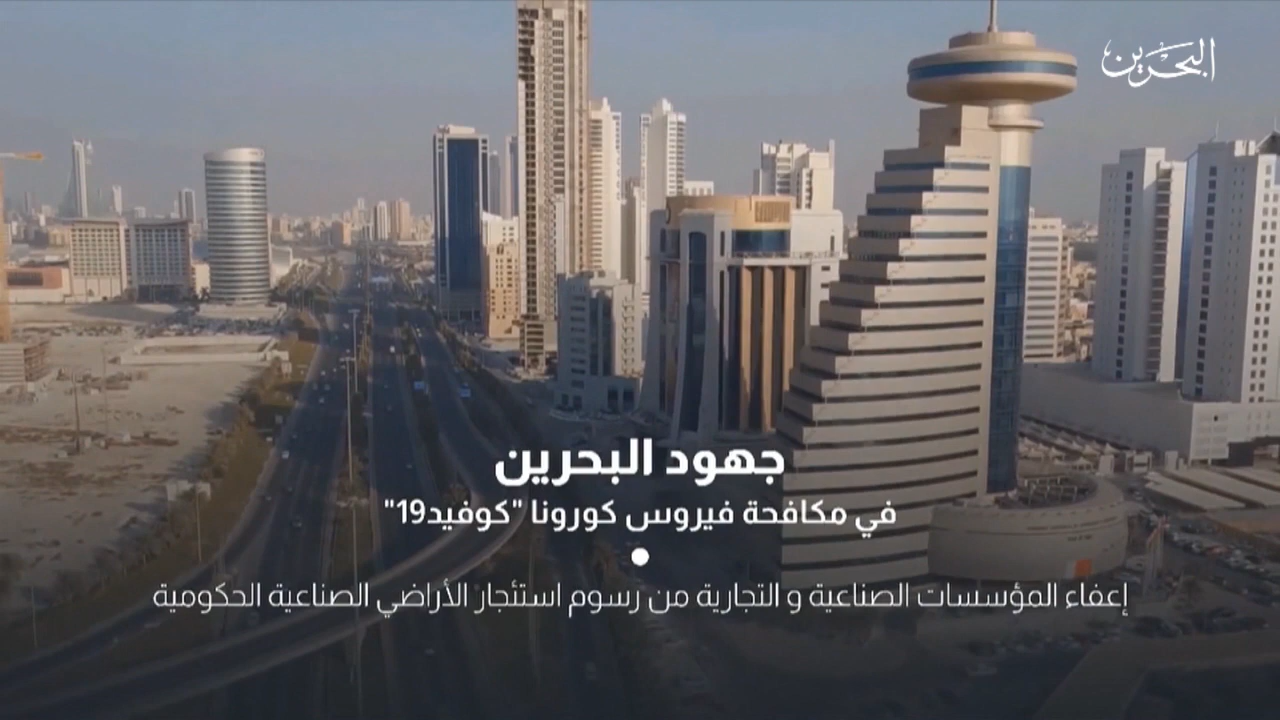 البحرين
جهود البحرين
في مكافحة فيروس كورونا "كوفيد19"
إعفاء المؤسسات الصناعية و التجارية من رسوم استئجار الأراضي الصناعية الحكومية